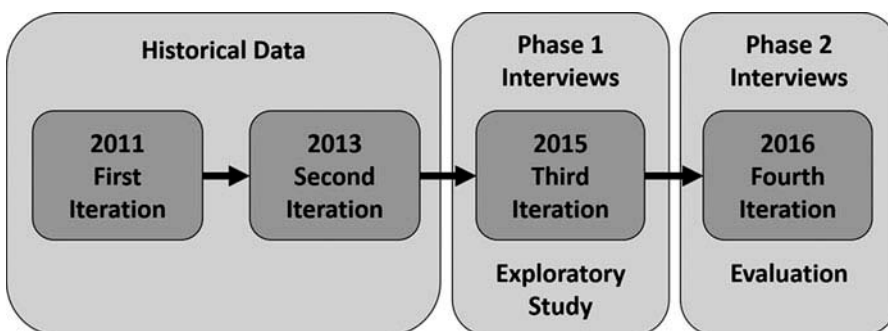 Historical Data
2011
First
Iteration
2013
Second
Iteration
Phase 1
Interviews
2015
Third
Iteration
Exploratory
Study
Phase 2
Interviews
2016
Fourth
Iteration
Evaluation